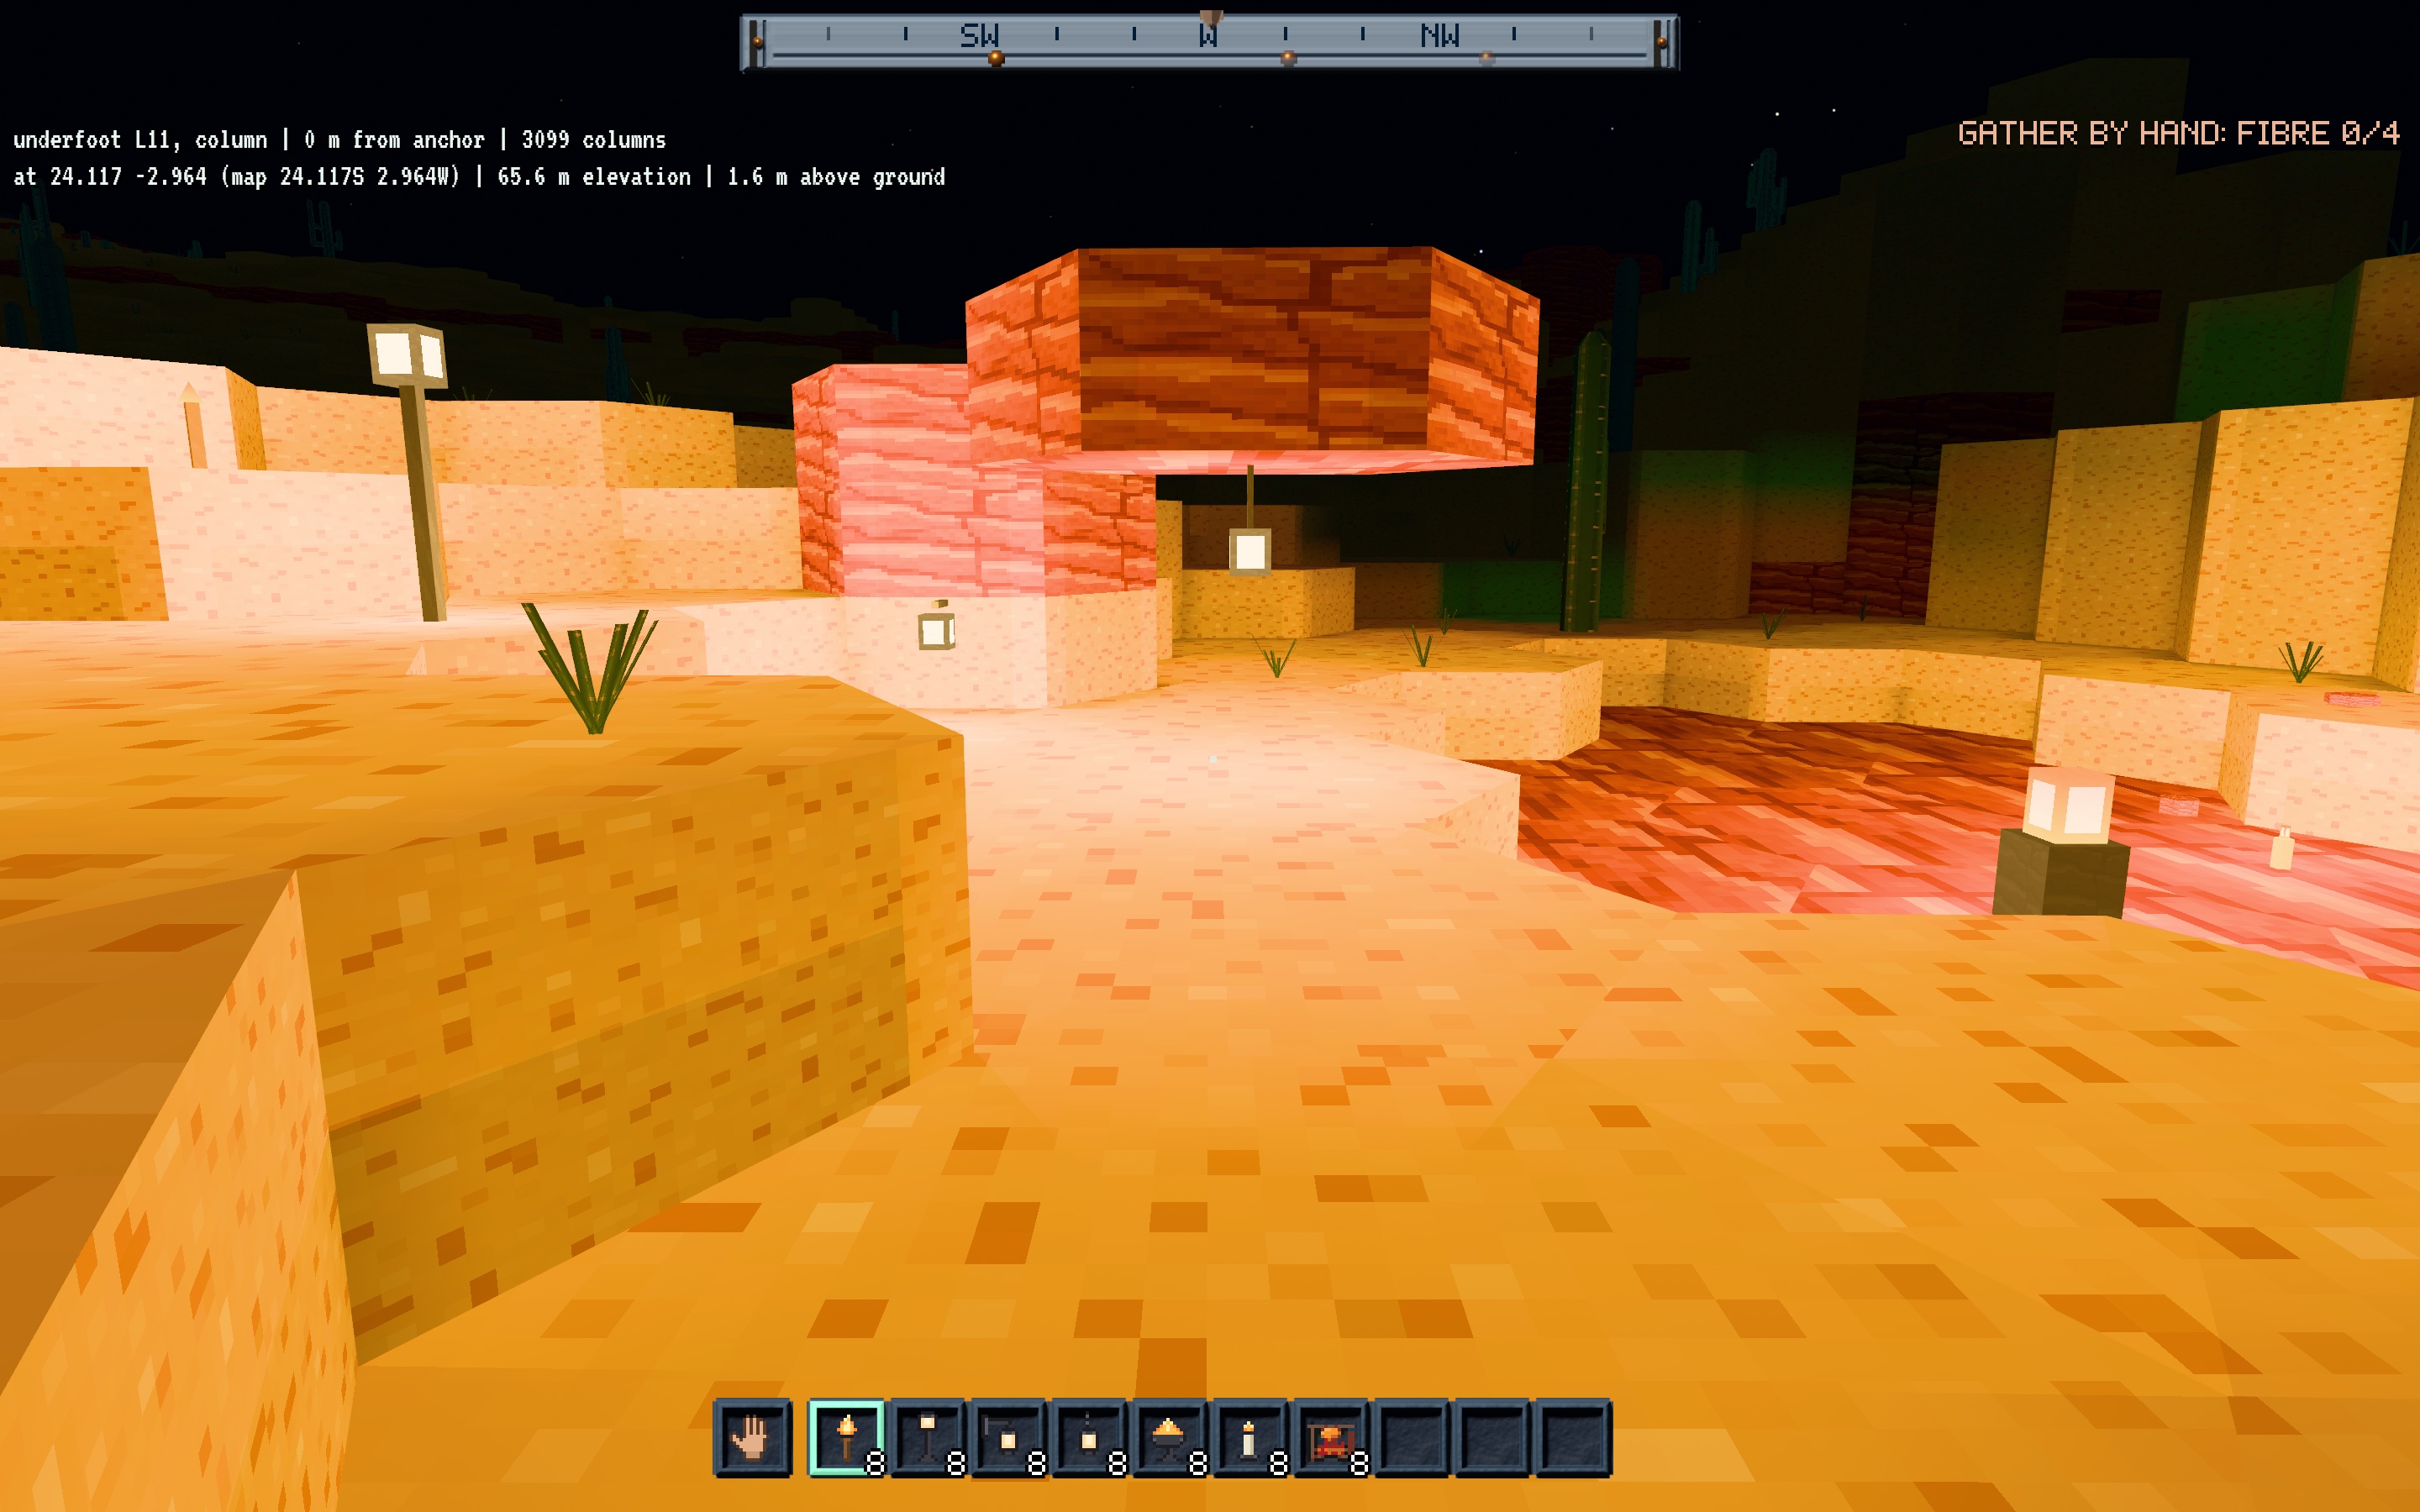 SW W NW
underfoot L11, column | 0 m from anchor | 3099 columns
at 24.117 -2.964 (map 24.117S 2.964W) | 65.6 m elevation | 1.6 m above ground
GATHER BY HAND: FIBRE 0/4
8 8 8 8 8 8 8